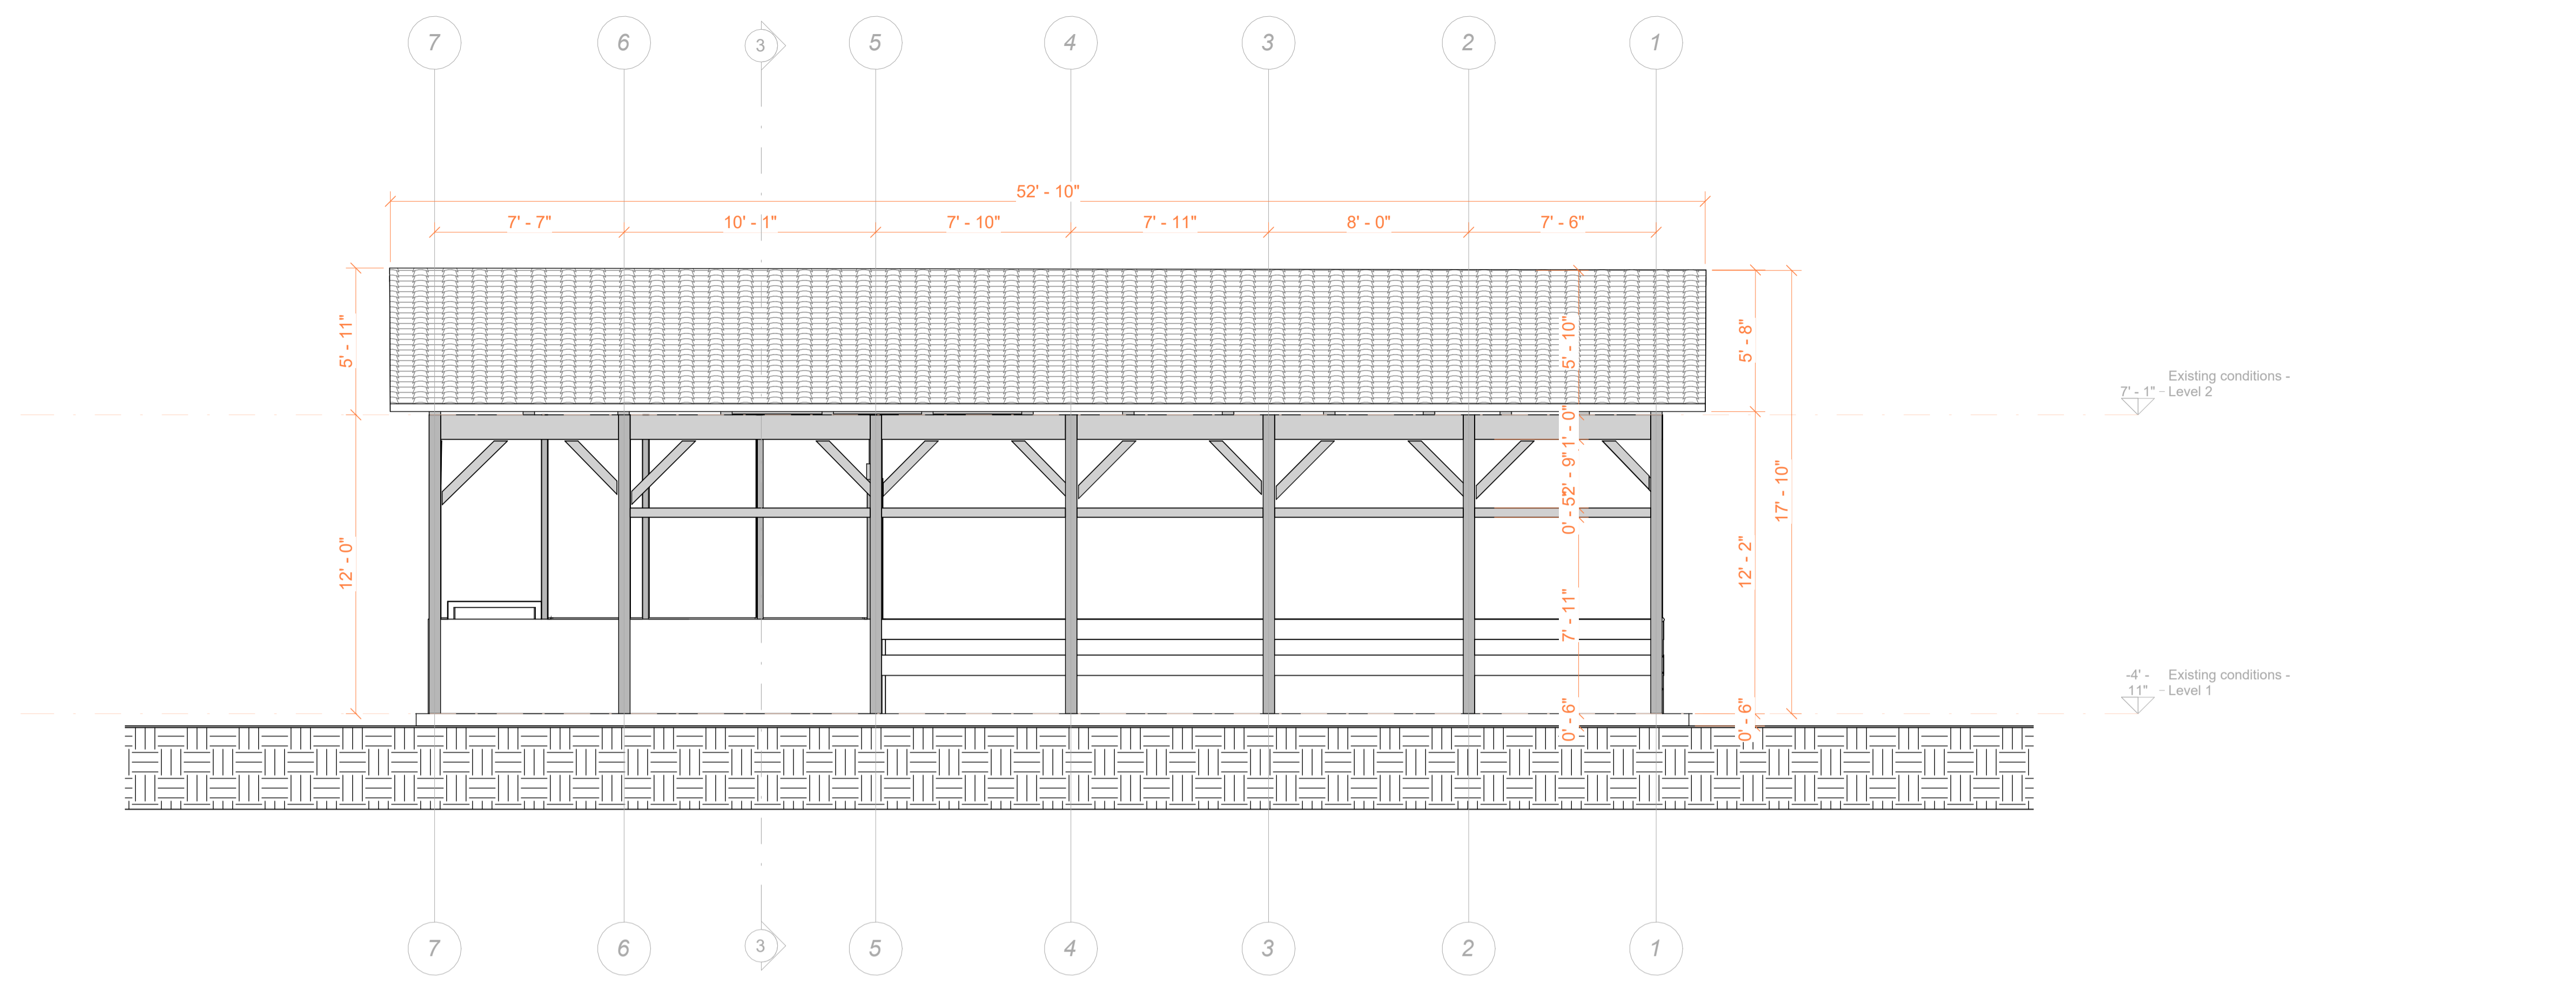 7 6 3 5 4 3 2 1
52' - 10"
7' - 7" 10' - 1" 7' - 10" 7' - 11" 8' - 0" 7' - 6"
5' - 11"
5' - 10"
5' - 8"
Existing conditions -
7' - 1" Level 2
1' - 0"
2' - 9"
0' - 5"
17' - 10"
12' - 0"
12' - 2"
7' - 11"
-4' - Existing conditions -
11" Level 1
0' - 6"
0' - 6"
7 6 3 5 4 3 2 1